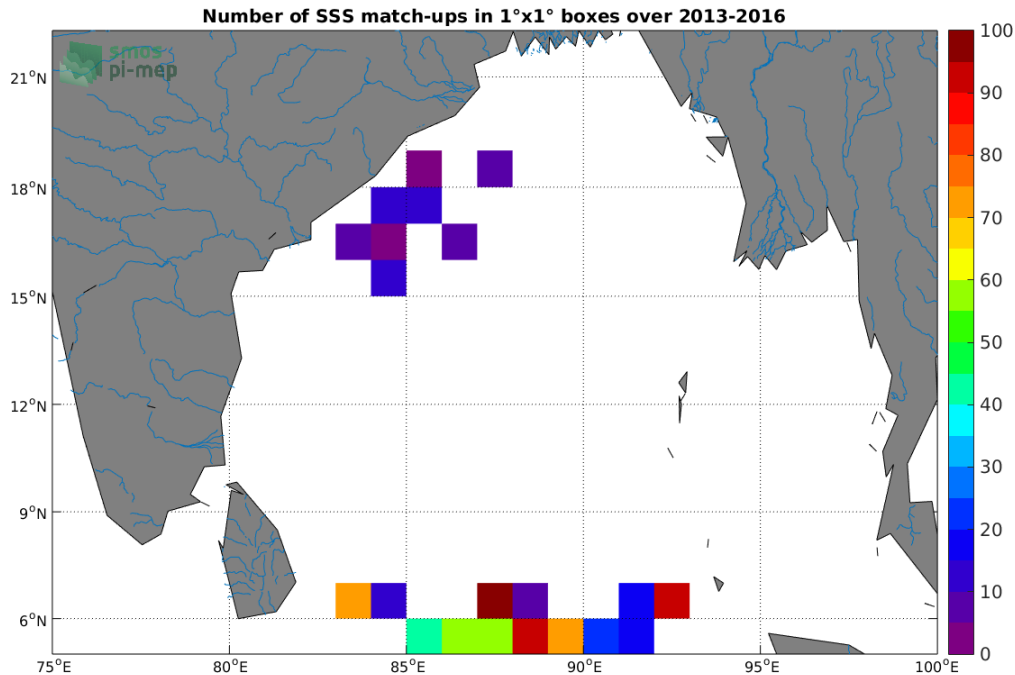 Number of SSS match-ups in 1°x1° boxes over 2013-2016
smos
pi-mep
21°N
18°N
15°N
12°N
9°N
6°N
75°E
80°E
85°E
90°E
95°E
100°E
100
90
80
70
60
50
40
30
20
10
0